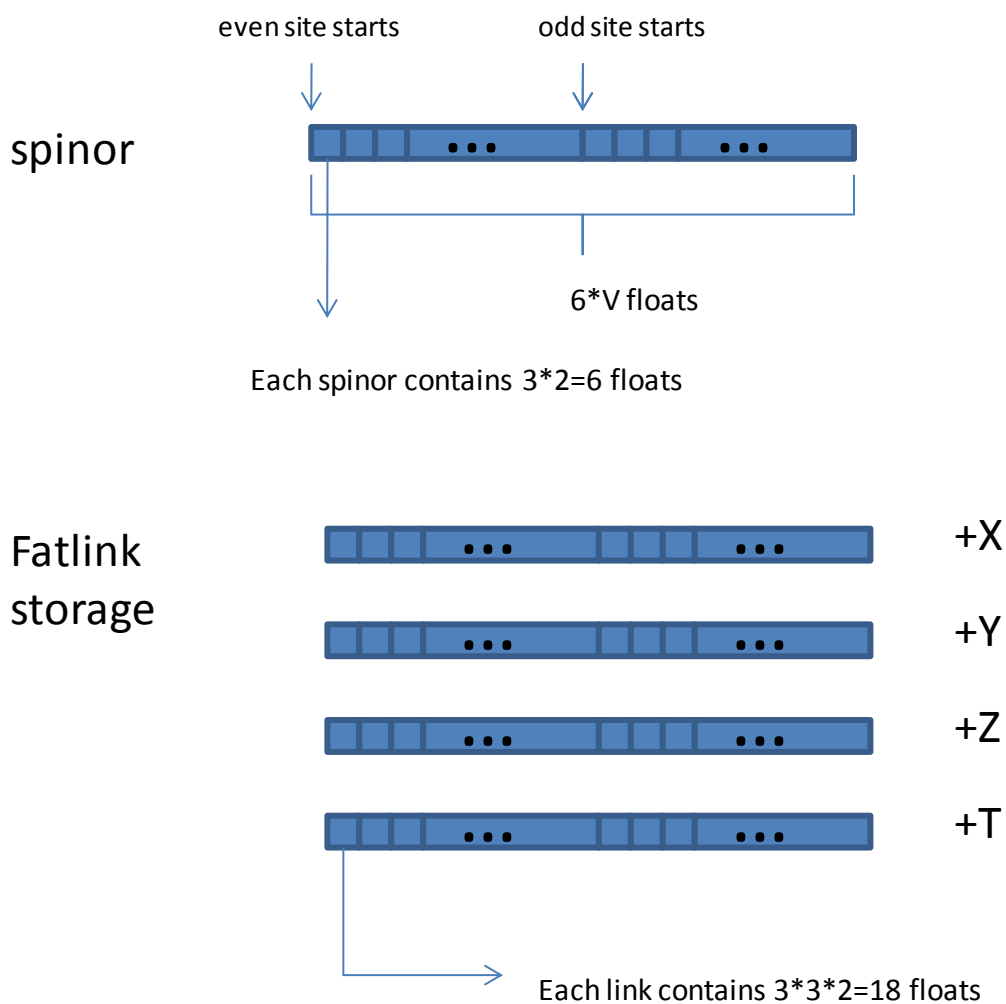 even site starts
odd site starts
spinor
...
...
6*V floats
Each spinor contains 3*2=6 floats
Fatlink
storage
...
...
+X
...
...
+Y
...
...
+Z
...
...
+T
Each link contains 3*3*2=18 floats